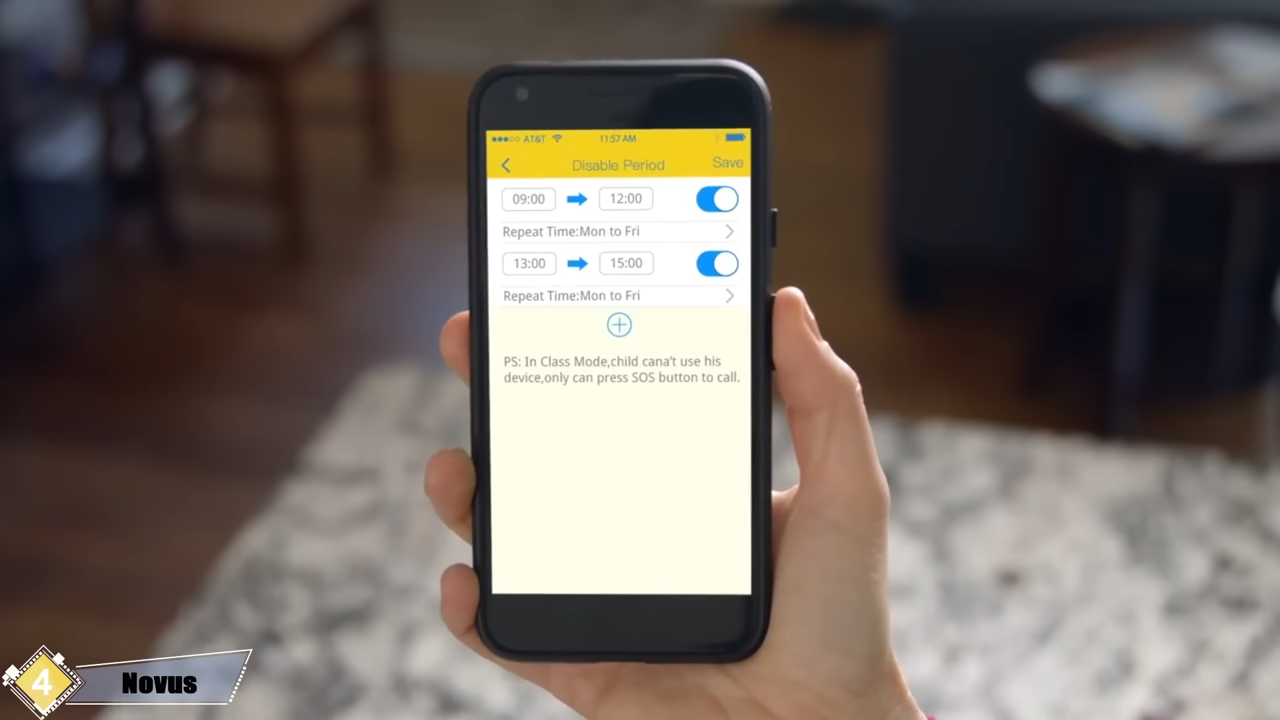 AT&T 11:57 AM
Disable Period Save
09:00 12:00
Repeat Time:Mon to Fri
13:00 15:00
Repeat Time:Mon to Fri
PS: In Class Mode,child cana't use his
device,only can press SOS button to call.
4 Novus